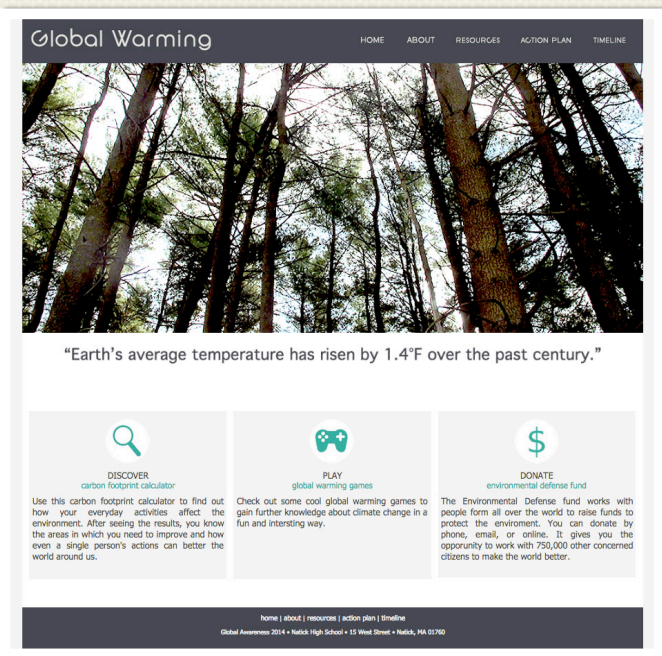 Global Warming
HOME ABOUT RESOURCES ACTION PLAN TIMELINE
“Earth’s average temperature has risen by 1.4°F over the past century.”
DISCOVER
carbon footprint calculator
Use this carbon footprint calculator to find out
how your everyday activities affect the
environment. After seeing the results, you know
the areas in which you need to improve and how
even a single person's actions can better the
world around us.
PLAY
global warming games
Check out some cool global warming games to
gain further knowledge about climate change in a
fun and intersting way.
$
DONATE
environmental defense fund
The Environmental Defense fund works with
people form all over the world to raise funds to
protect the enviroment. You can donate by
phone, email, or online. It gives you the
opporunity to work with 750,000 other concerned
citizens to make the world better.
home | about | resources | action plan | timeline
Global Awareness 2014 • Natick High School • 15 West Street • Natick, MA 01760